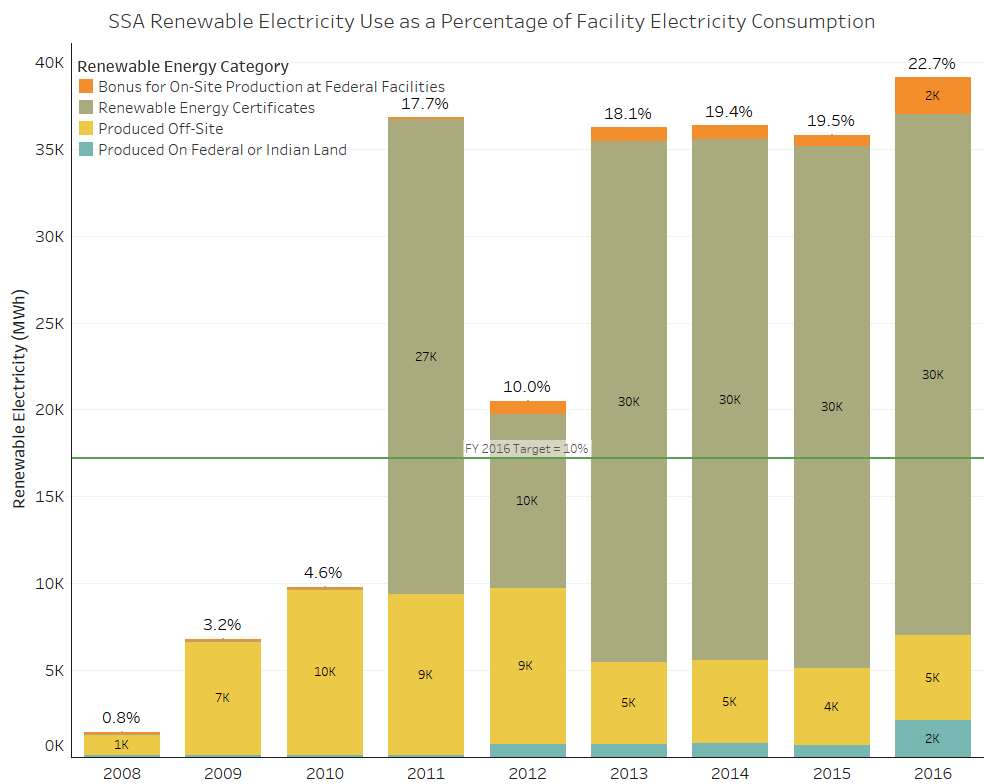 SSA Renewable Electricity Use as a Percentage of Facility Electricity Consumption
Renewable Energy Category
Bonus for On-Site Production at Federal Facilities
Renewable Energy Certificates
Produced Off-Site
Produced On Federal or Indian Land
Renewable Electricity (MWh)
40K
35K
30K
25K
20K
15K
10K
5K
0K
0.8%
1K
3.2%
7K
4.6%
10K
17.7%
27K
9K
10.0%
10K
9K
18.1%
30K
5K
19.4%
30K
5K
19.5%
30K
4K
22.7%
2K
30K
5K
2K
FY 2016 Target = 10%
2008
2009
2010
2011
2012
2013
2014
2015
2016